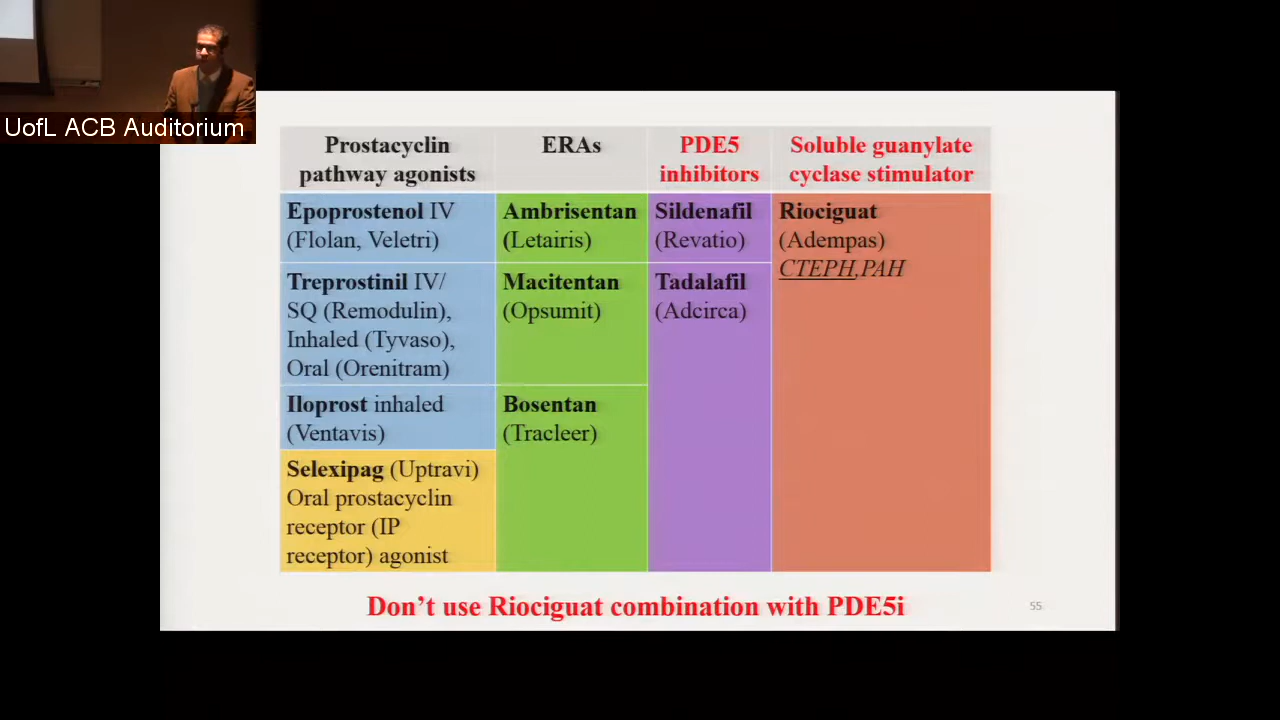 UofL ACB Auditorium
Prostacyclin
pathway agonists
ERAs
PDE5
inhibitors
Soluble guanylate
cyclase stimulator
Epoprostenol IV
(Flolan, Veletri)
Ambrisentan
(Letairis)
Sildenafil
(Revatio)
Riociguat
(Adempas)
CTEPH,PAH
Treprostinil IV/
SQ (Remodulin),
Inhaled (Tyvaso),
Oral (Orenitram)
Macitentan
(Opsumit)
Tadalafil
(Adcirca)
Iloprost inhaled
(Ventavis)
Bosentan
(Tracleer)
Selexipag (Uptravi)
Oral prostacyclin
receptor (IP
receptor) agonist
Don't use Riociguat combination with PDE5i
55